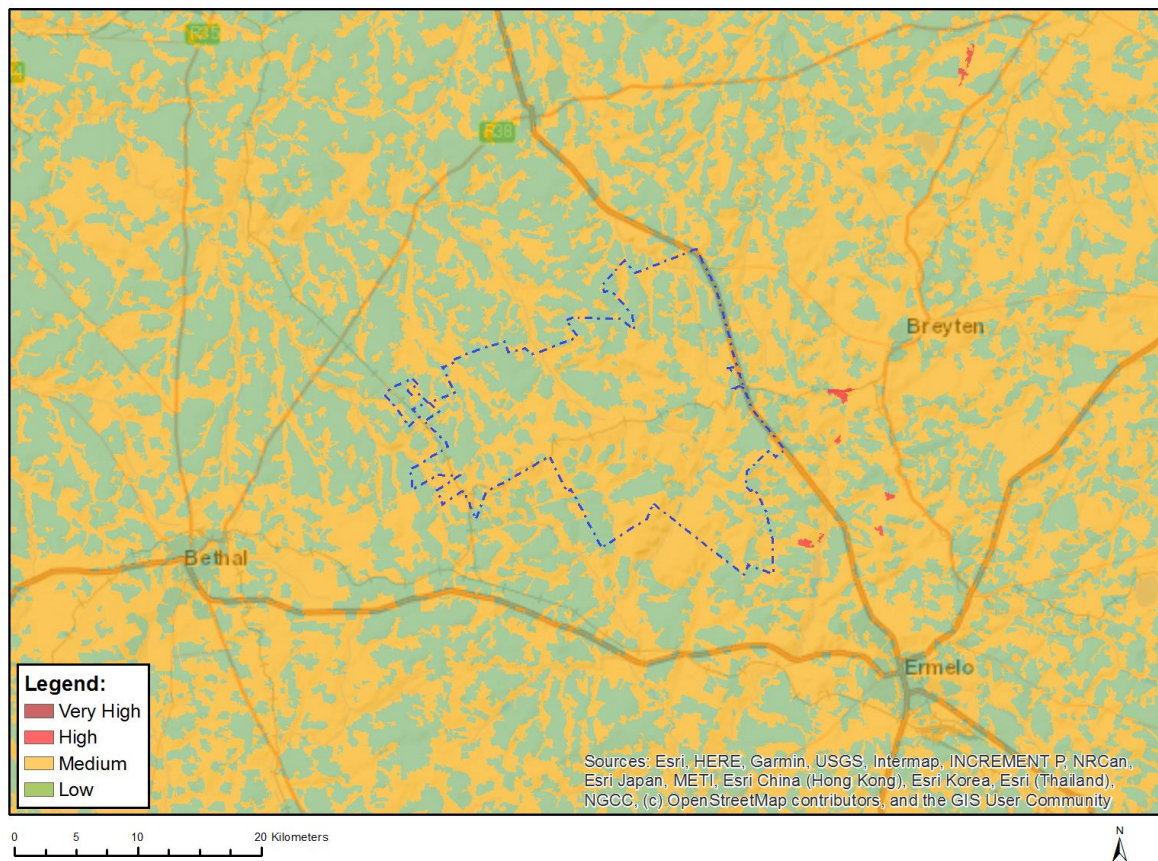 R35
4
R38
Breyten
Bethal
Ermelo
Legend:
Very High
High
Medium
Low
Sources: Esri, HERE, Garmin, USGS, Intermap, INCREMENT P, NRCan,
Esri Japan, METI, Esri China (Hong Kong), Esri Korea, Esri (Thailand),
NGCC, (c) OpenStreetMap contributors, and the GIS User Community
0 5 10 20 Kilometers
N